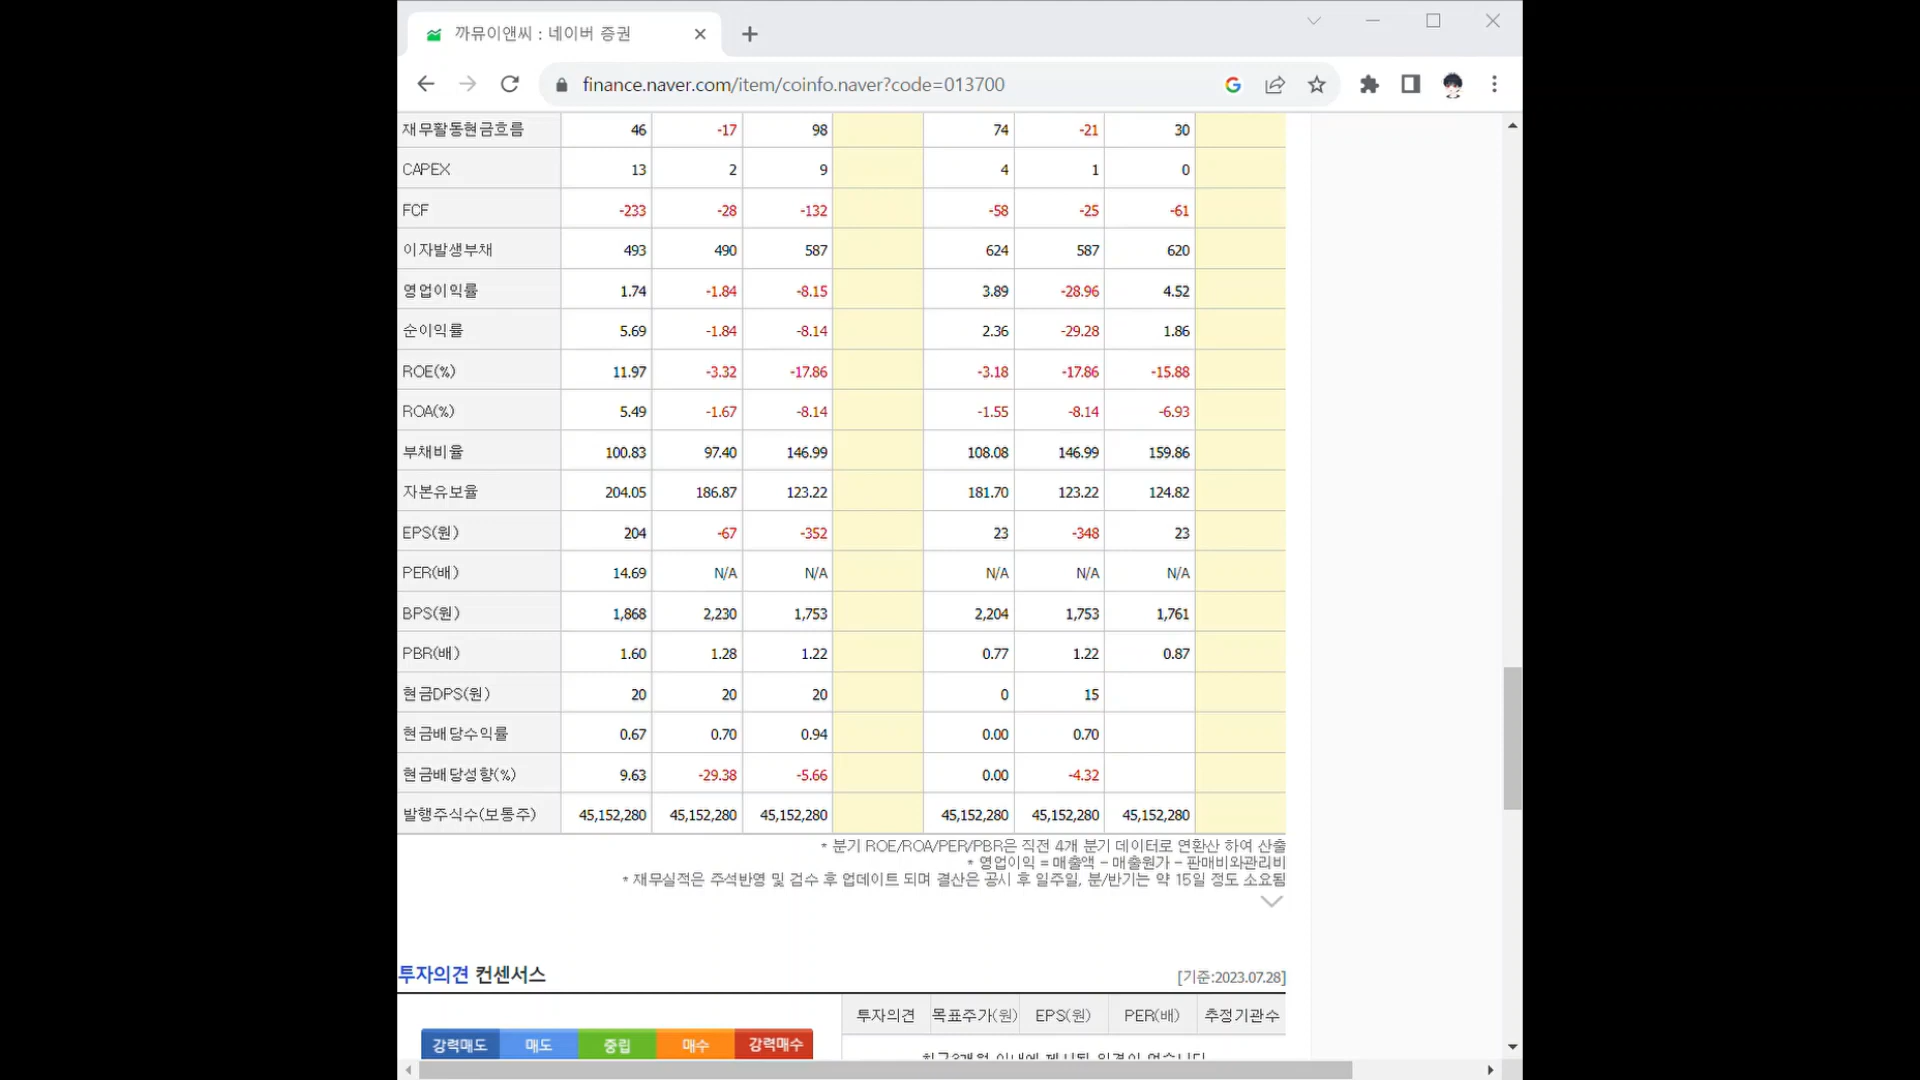 까뮤이앤씨 : 네이버 증권
finance.naver.com/item/coinfo.naver?code=013700
재무활동현금흐름 46 -17 98 74 -21 30
CAPEX 13 2 9 4 1 0
FCF -233 -28 -132 -58 -25 -61
이자발생부채 493 490 587 624 587 620
영업이익률 1.74 -1.84 -8.15 3.89 -28.96 4.52
순이익률 5.69 -1.84 -8.14 2.36 -29.28 1.86
ROE(%) 11.97 -3.32 -17.86 -3.18 -17.86 -15.88
ROA(%) 5.49 -1.67 -8.14 -1.55 -8.14 -6.93
부채비율 100.83 97.40 146.99 108.08 146.99 159.86
자본유보율 204.05 186.87 123.22 181.70 123.22 124.82
EPS(원) 204 -67 -352 23 -348 23
PER(배) 14.69 N/A N/A N/A N/A N/A
BPS(원) 1,868 2,230 1,753 2,204 1,753 1,761
PBR(배) 1.60 1.28 1.22 0.77 1.22 0.87
현금DPS(원) 20 20 20 0 15
현금배당수익률 0.67 0.70 0.94 0.00 0.70
현금배당성향(%) 9.63 -29.38 -5.66 0.00 -4.32
발행주식수(보통주) 45,152,280 45,152,280 45,152,280 45,152,280 45,152,280 45,152,280
* 분기 ROE/ROA/PER/PBR은 직전 4개 분기 데이터로 연환산 하여 산출
* 영업이익 = 매출액 - 매출원가 - 판매비와관리비
* 재무실적은 주석반영 및 검수 후 업데이트 되며 결산은 공시 후 일주일, 분/반기는 약 15일 정도 소요됨
투자의견 컨센서스 [기준:2023.07.28]
투자의견 목표주가(원) EPS(원) PER(배) 추정기관수
강력매도 매도 중립 매수 강력매수
최근3개월 이내에 제시된 의견이 없습니다